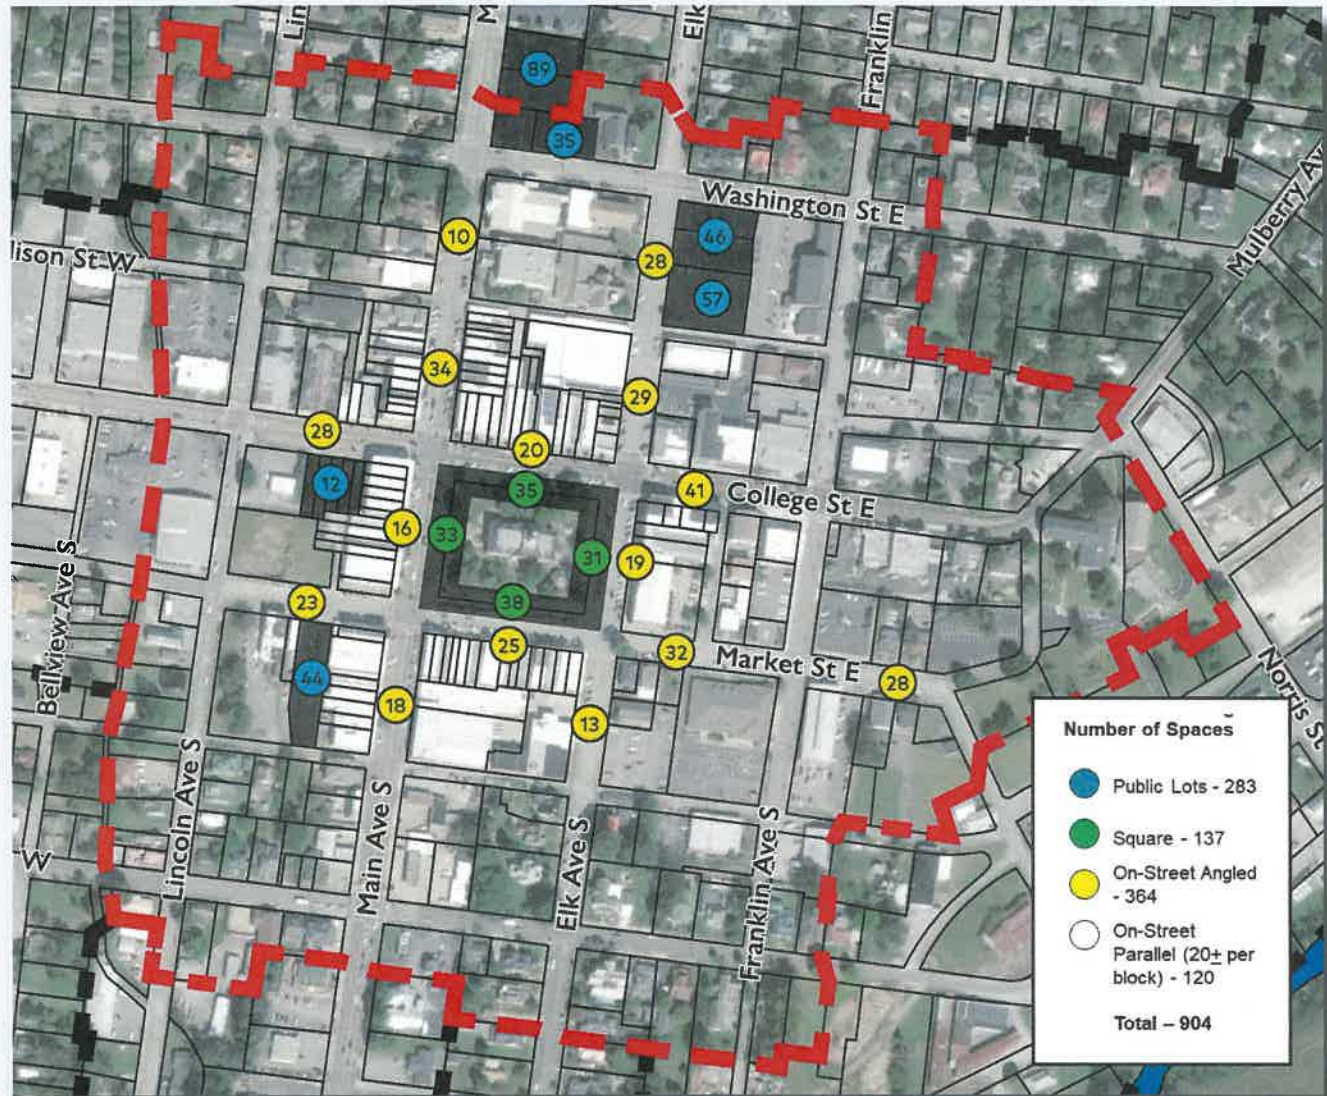 Lin
M
Elk
Franklin
89
35
Washington St E
Mulberry Av
10
46
28
lison St W
57
34
29
28
20
12
35
41
College St E
16
33
31
19
Bellview Ave S
23
38
25
32
Market St E
28
44
18
13
Norris St
Lincoln Ave S
Main Ave S
Elk Ave S
Franklin Ave S
W
Number of Spaces
Public Lots - 283
Square - 137
On-Street Angled
- 364
On-Street
Parallel (20± per
block) - 120
Total – 904